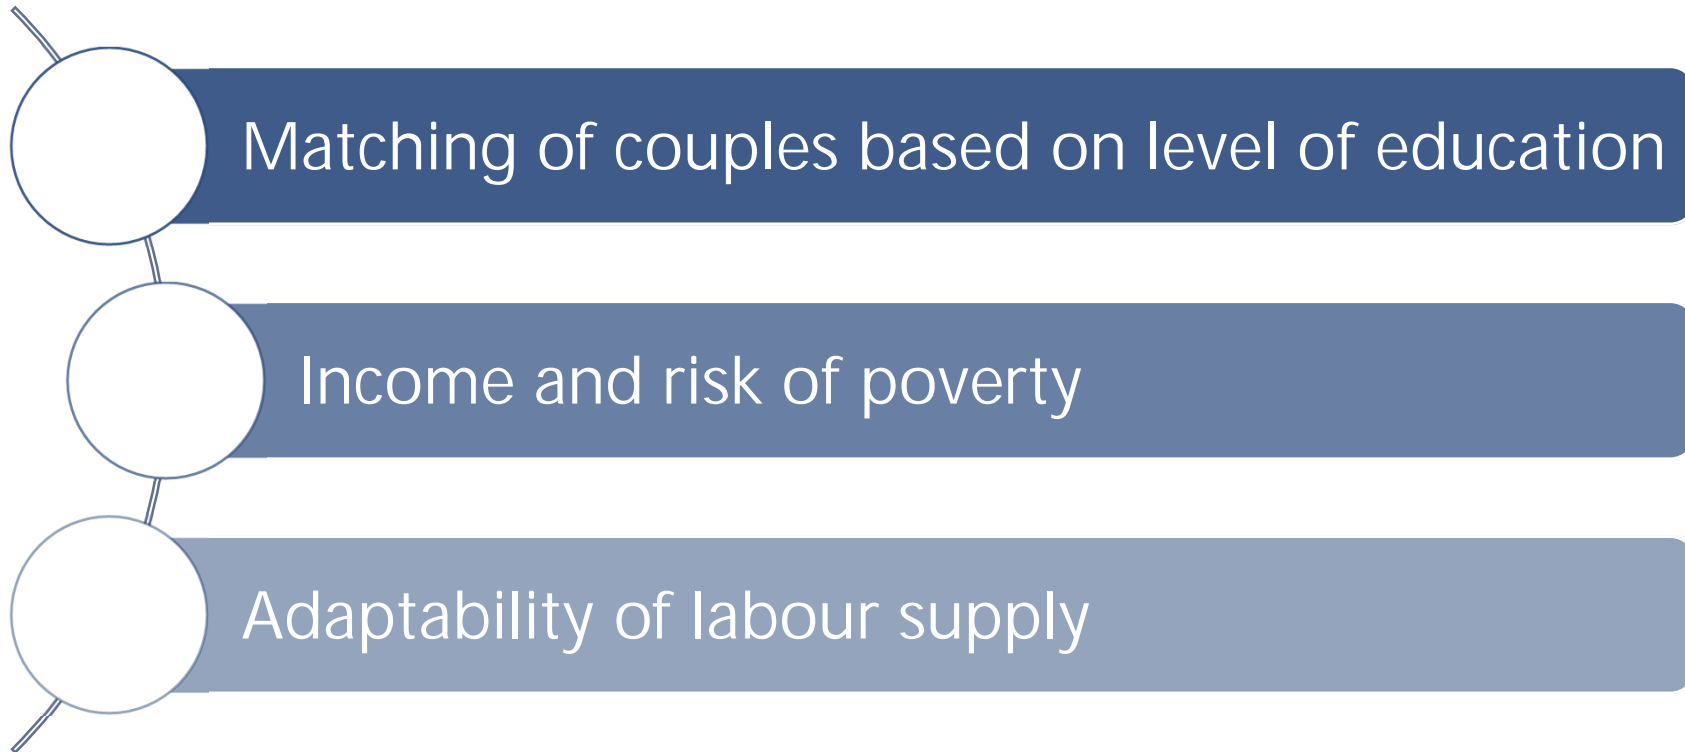 Matching of couples based on level of education
Income and risk of poverty
Adaptability of labour supply